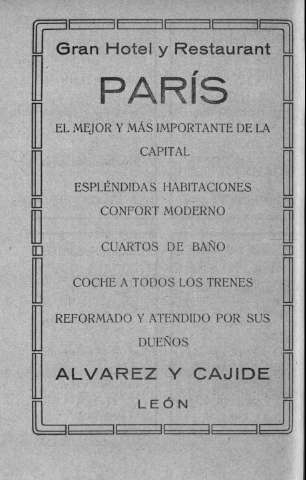 Gran Hotel y Restaurant
PARÍS
EL MEJOR Y MÁS IMPORTANTE DE LA
CAPITAL
ESPLÉNDIDAS HABITACIONES
CONFORT MODERNO
CUARTOS DE BAÑO
COCHE A TODOS LOS TRENES
REFORMADO Y ATENDIDO POR SUS
DUEÑOS
ALVAREZ Y CAJIDE
LEÓN